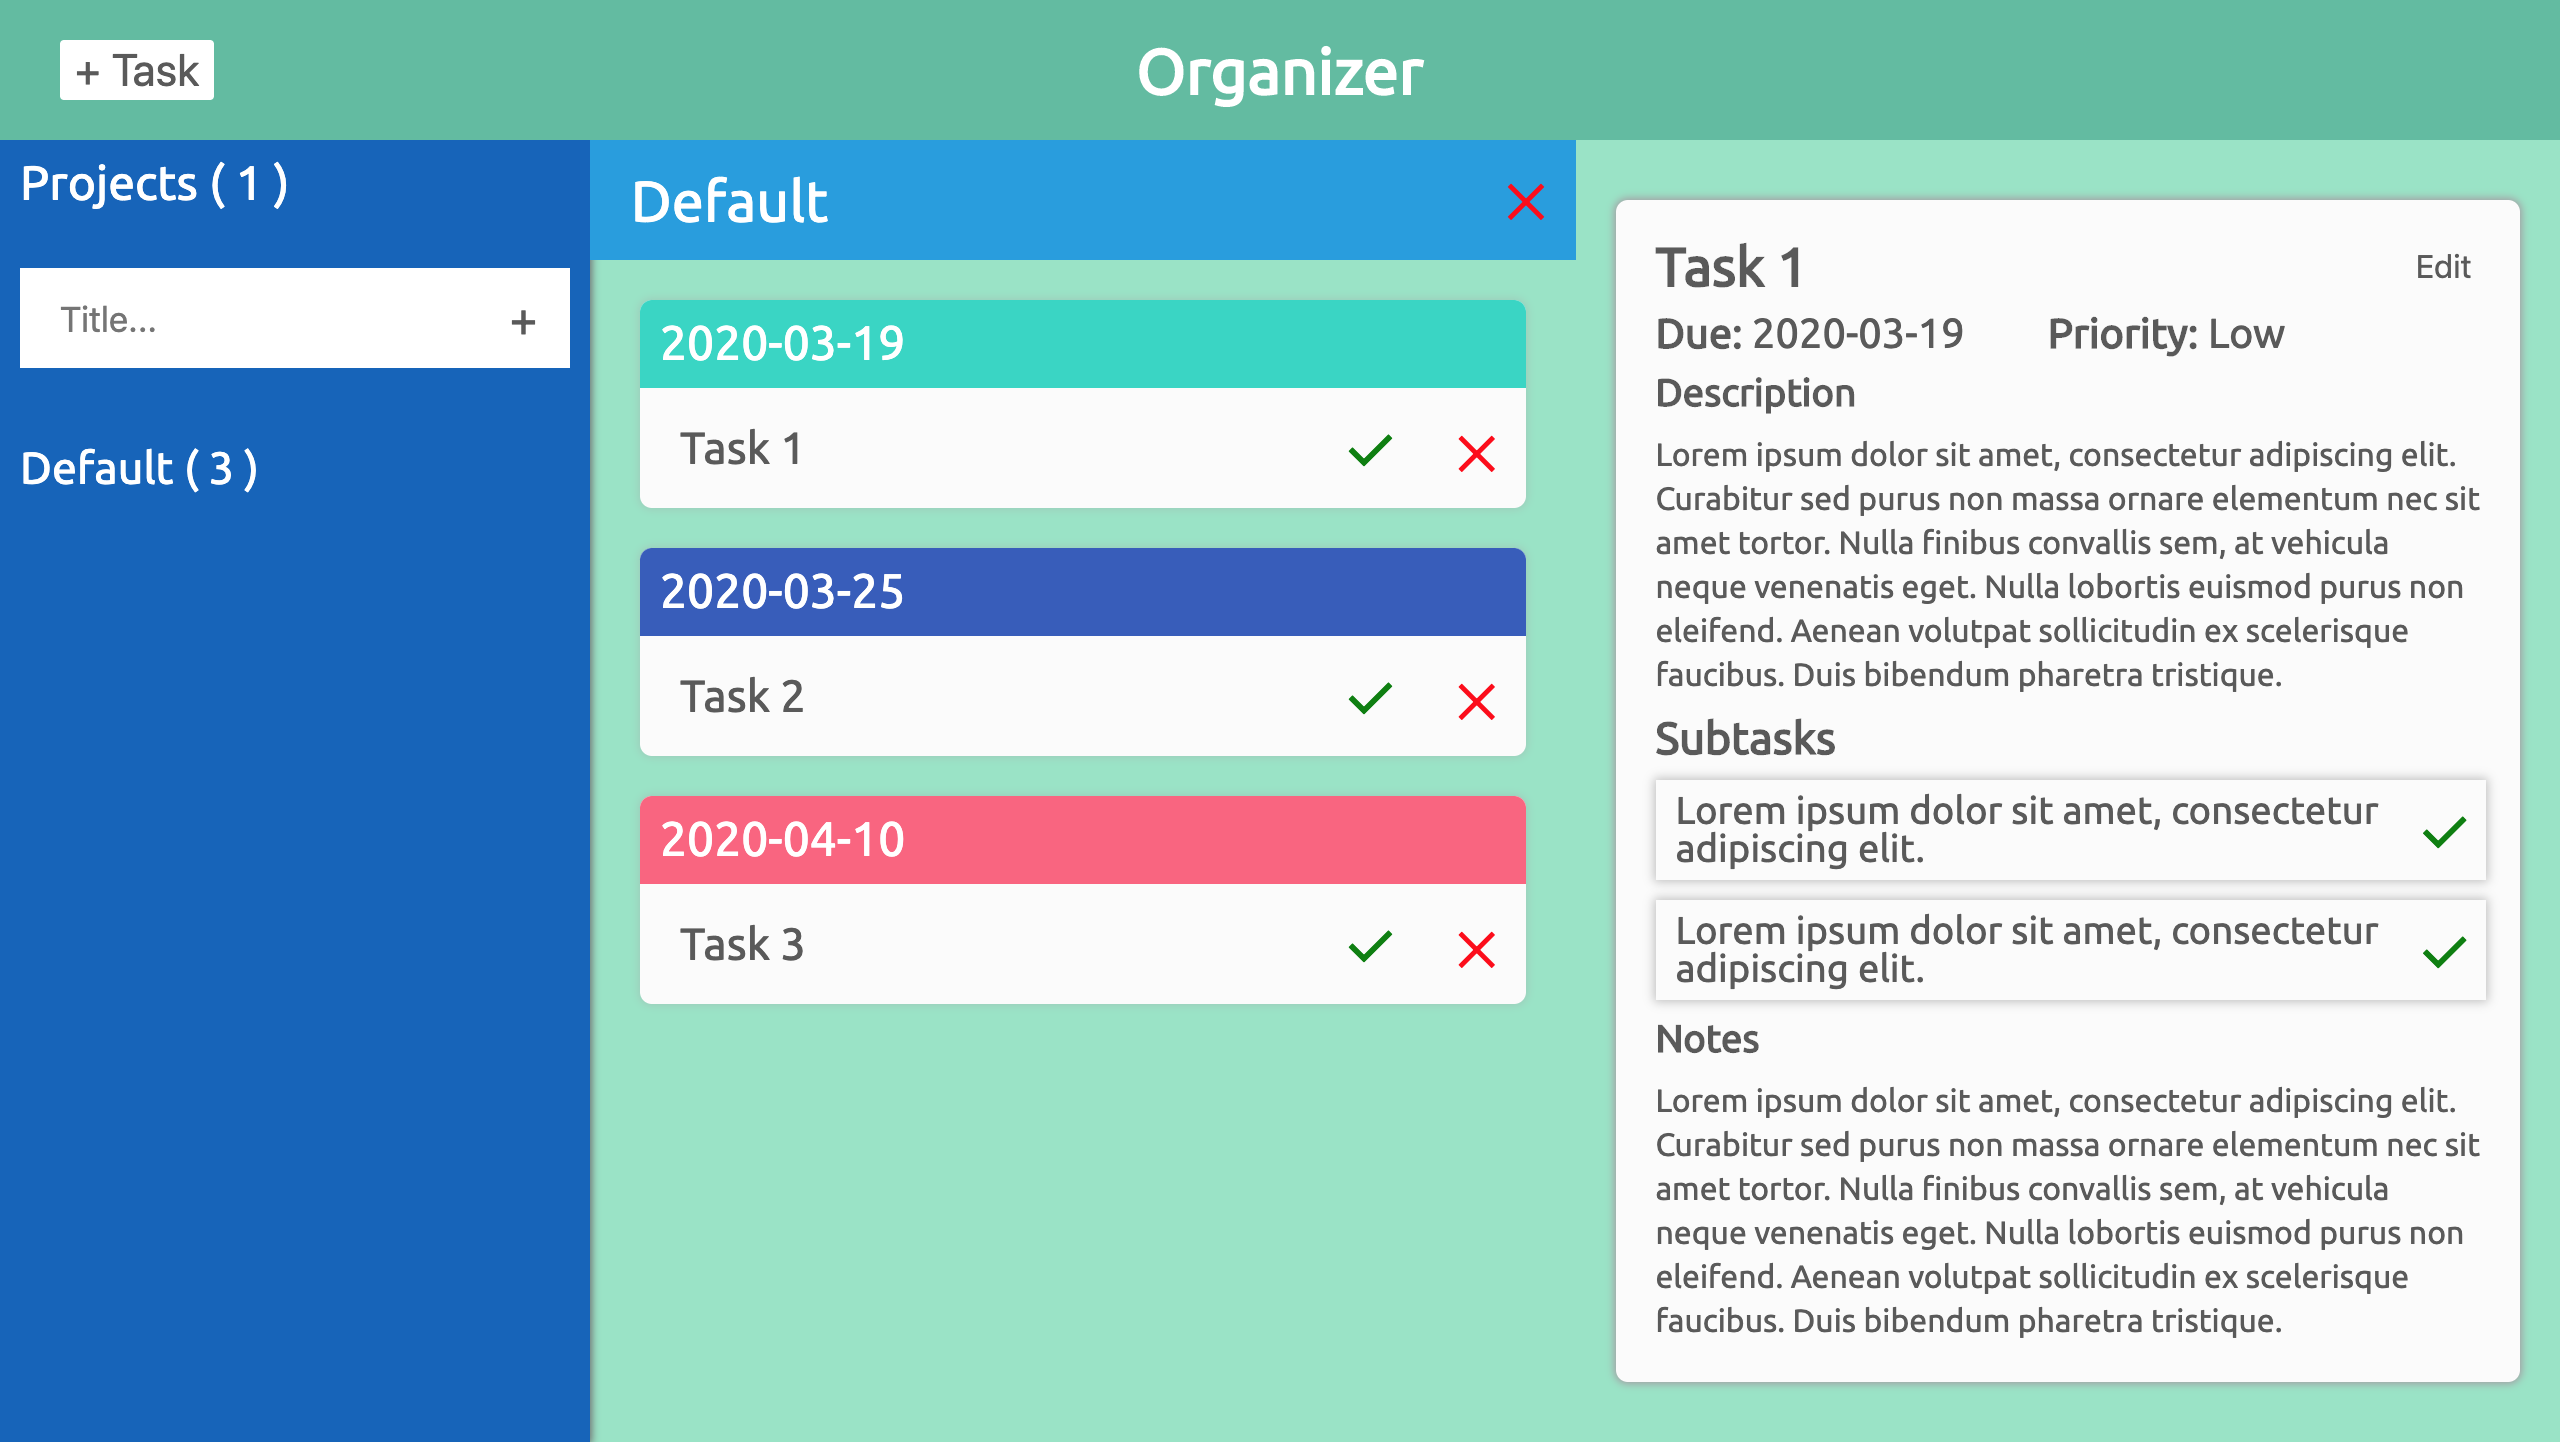 + Task
Organizer
Projects ( 1 )
Title...
+
Default ( 3 )
Default
2020-03-19
Task 1
2020-03-25
Task 2
2020-04-10
Task 3
Task 1
Edit
Due: 2020-03-19 Priority: Low
Description
Lorem ipsum dolor sit amet, consectetur adipiscing elit.
Curabitur sed purus non massa ornare elementum nec sit
amet tortor. Nulla finibus convallis sem, at vehicula
neque venenatis eget. Nulla lobortis euismod purus non
eleifend. Aenean volutpat sollicitudin ex scelerisque
faucibus. Duis bibendum pharetra tristique.
Subtasks
Lorem ipsum dolor sit amet, consectetur
adipiscing elit.
Lorem ipsum dolor sit amet, consectetur
adipiscing elit.
Notes
Lorem ipsum dolor sit amet, consectetur adipiscing elit.
Curabitur sed purus non massa ornare elementum nec sit
amet tortor. Nulla finibus convallis sem, at vehicula
neque venenatis eget. Nulla lobortis euismod purus non
eleifend. Aenean volutpat sollicitudin ex scelerisque
faucibus. Duis bibendum pharetra tristique.